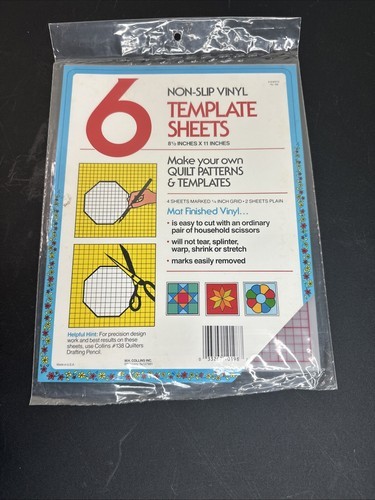 6
NON-SLIP VINYL
TEMPLATE
SHEETS
8½ INCHES X 11 INCHES
Make your own
QUILT PATTERNS
& TEMPLATES
4 SHEETS MARKED ¼ INCH GRID • 2 SHEETS PLAIN
Mat Finished Vinyl...
• is easy to cut with an ordinary
pair of household scissors
• will not tear, splinter,
warp, shrink or stretch
• marks easily removed
Helpful Hint: For precision design
work and best results on these
sheets, use Collins #138 Quilters
Drafting Pencil.
COLLINS INC.